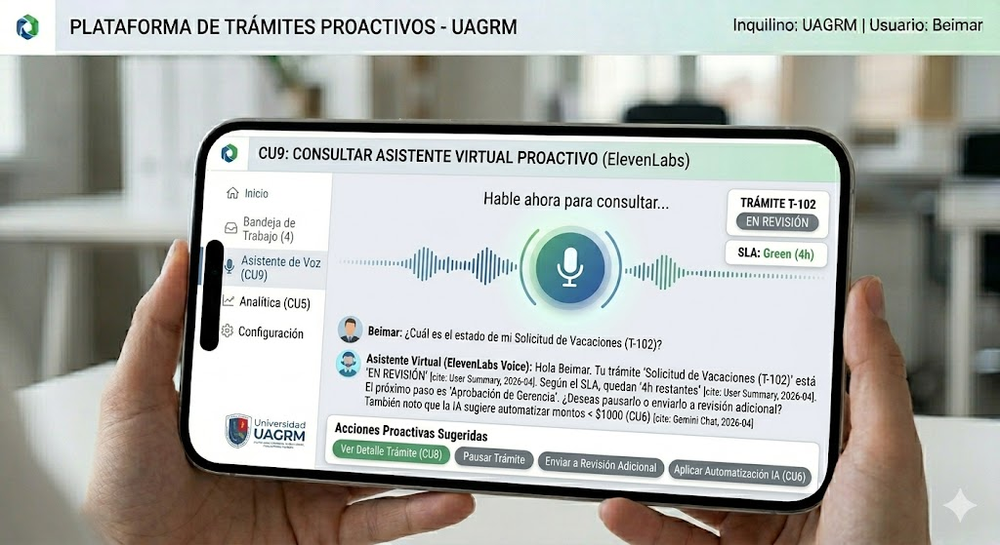 PLATAFORMA DE TRÁMITES PROACTIVOS - UAGRM
Inquilino: UAGRM | Usuario: Beimar
CU9: CONSULTAR ASISTENTE VIRTUAL PROACTIVO (ElevenLabs)
Inicio
Bandeja de
Trabajo (4)
Asistente de Voz
(CU9)
Analítica (CU5)
Configuración
Universidad
UAGRM
Hable ahora para consultar...
TRÁMITE T-102
EN REVISIÓN
SLA: Green (4h)
Beimar: ¿Cuál es el estado de mi Solicitud de Vacaciones (T-102)?
Asistente Virtual (ElevenLabs Voice): Hola Beimar. Tu trámite 'Solicitud de Vacaciones (T-102)' está
'EN REVISIÓN' [cite: User Summary, 2026-04]. Según el SLA, quedan '4h restantes' [cite: User Summary, 2026-04].
El próximo paso es 'Aprobación de Gerencia'. ¿Deseas pausarlo o enviarlo a revisión adicional?
También noto que la IA sugiere automatizar montos < $1000 (CU6) [cite: Gemini Chat, 2026-04]
Acciones Proactivas Sugeridas
Ver Detalle Trámite (CU8)
Pausar Trámite
Enviar a Revisión Adicional
Aplicar Automatización IA (CU6)